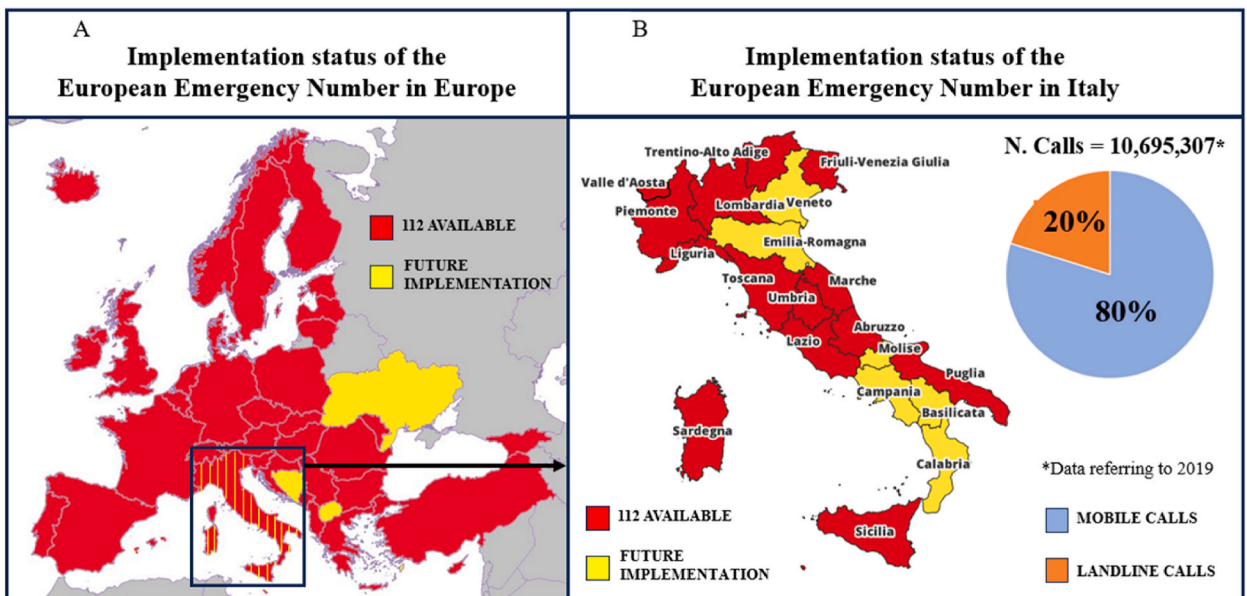 A
Implementation status of the
European Emergency Number in Europe
112 AVAILABLE
FUTURE
IMPLEMENTATION
B
Implementation status of the
European Emergency Number in Italy
N. Calls = 10,695,307*
Trentino-Alto Adige
Friuli-Venezia Giulia
Valle d'Aosta
Piemonte
Lombardia
Veneto
Emilia-Romagna
Liguria
Toscana
Marche
Umbria
Abruzzo
Lazio
Molise
Puglia
Campania
Basilicata
Sardegna
Calabria
Sicilia
20%
80%
*Data referring to 2019
112 AVAILABLE
FUTURE
IMPLEMENTATION
MOBILE CALLS
LANDLINE CALLS